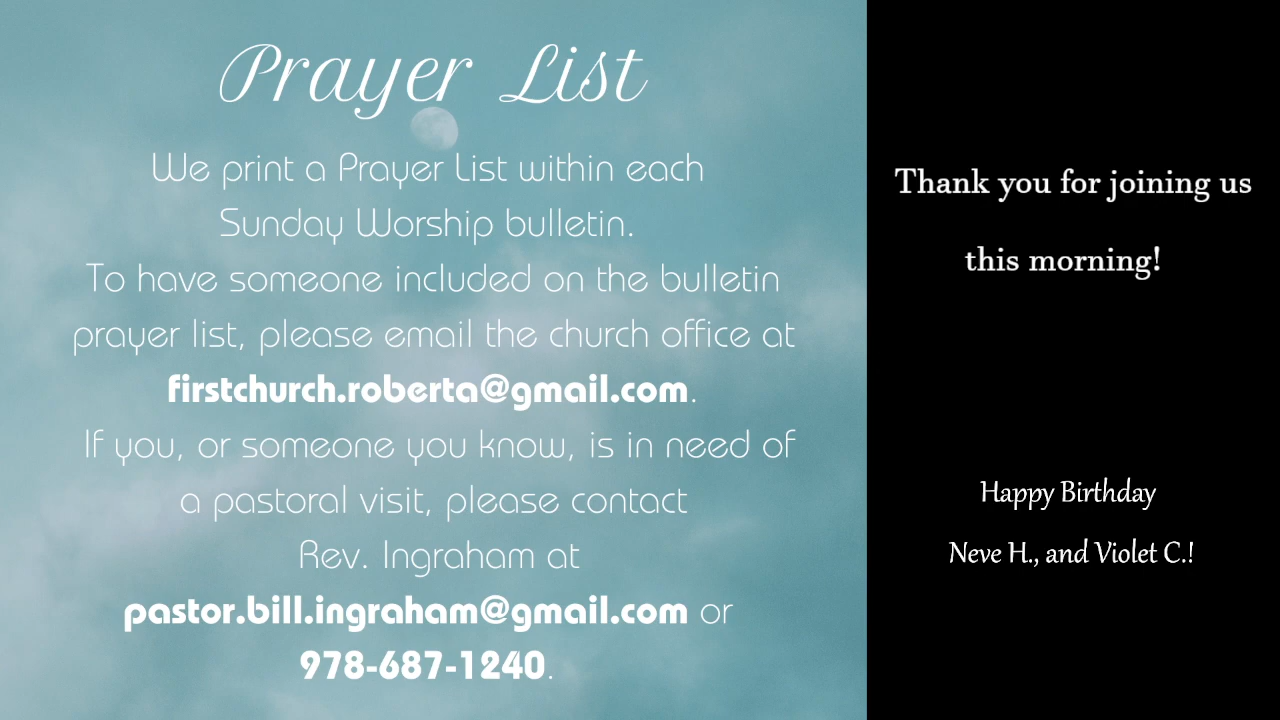 Prayer List
We print a Prayer List within each
Sunday Worship bulletin.
To have someone included on the bulletin
prayer list, please email the church office at
firstchurch.roberta@gmail.com.
If you, or someone you know, is in need of
a pastoral visit, please contact
Rev. Ingraham at
pastor.bill.ingraham@gmail.com or
978-687-1240.
Thank you for joining us
this morning!
Happy Birthday
Neve H., and Violet C.!